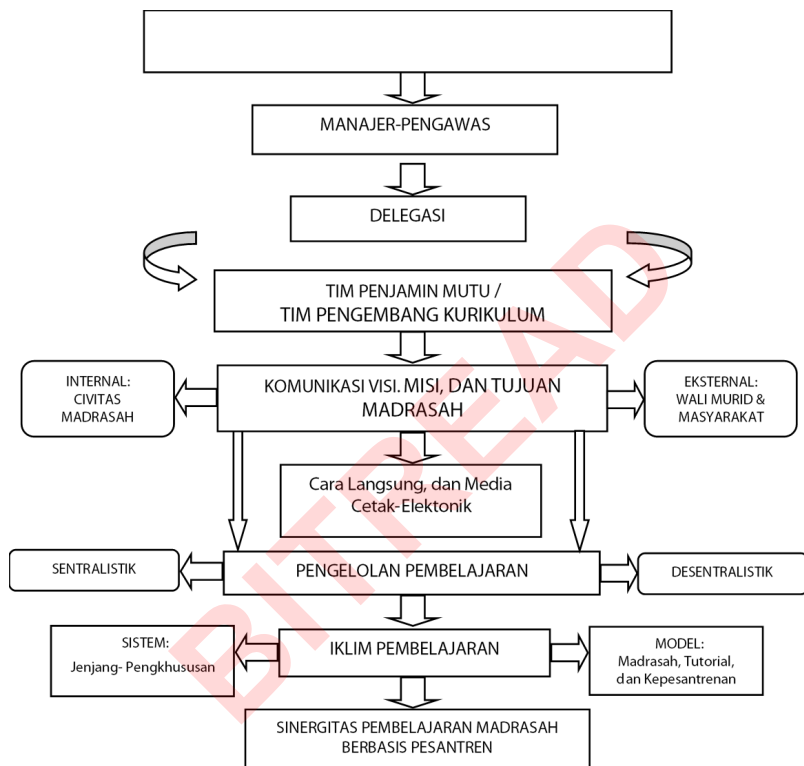 MANAJER-PENGAWAS
DELEGASI
TIM PENJAMIN MUTU /
TIM PENGEMBANG KURIKULUM
INTERNAL:
CIVITAS
MADRASAH
KOMUNIKASI VISI. MISI, DAN TUJUAN
MADRASAH
EKSTERNAL:
WALI MURID &
MASYARAKAT
Cara Langsung, dan Media
Cetak-Elektonik
SENTRALISTIK
PENGELOLAN PEMBELAJARAN
DESENTRALISTIK
SISTEM:
Jenjang- Pengkhususan
IKLIM PEMBELAJARAN
MODEL:
Madrasah, Tutorial,
dan Kepesantrenan
SINERGITAS PEMBELAJARAN MADRASAH
BERBASIS PESANTREN
BITREAD